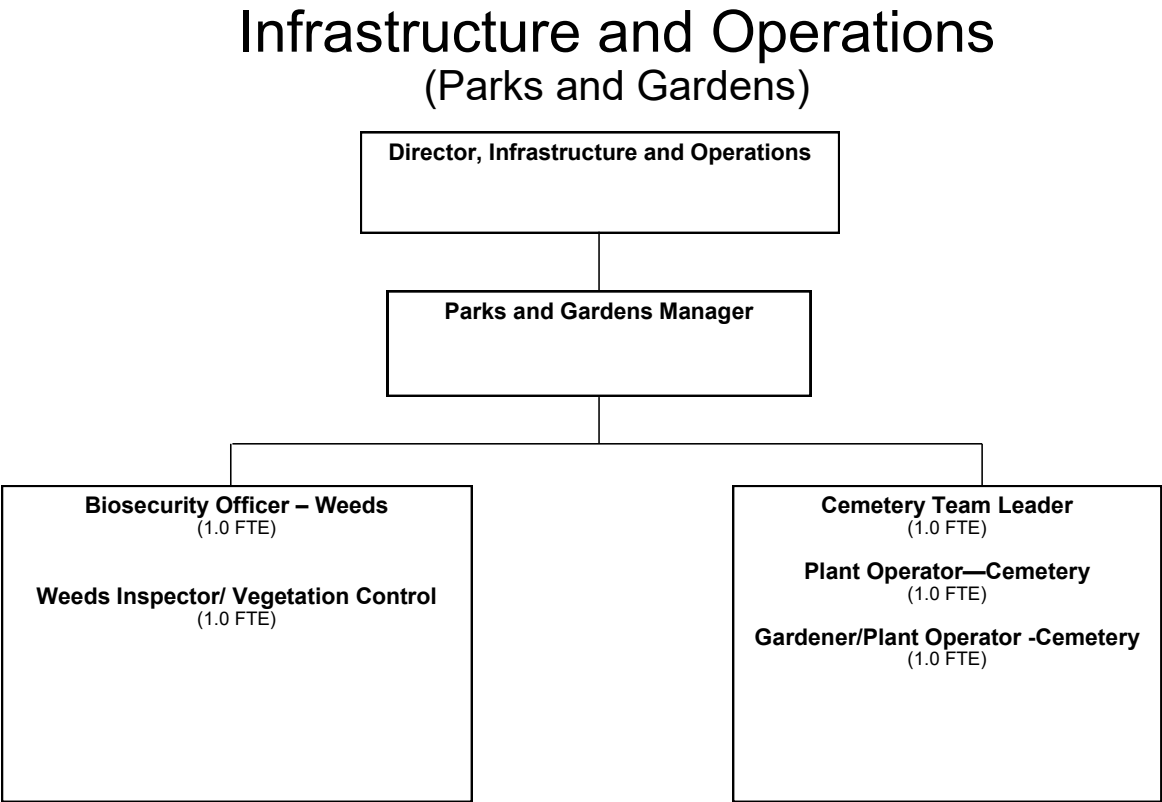 Infrastructure and Operations
(Parks and Gardens)
Director, Infrastructure and Operations
Parks and Gardens Manager
Biosecurity Officer – Weeds
(1.0 FTE)
Weeds Inspector/ Vegetation Control
(1.0 FTE)
Cemetery Team Leader
(1.0 FTE)
Plant Operator—Cemetery
(1.0 FTE)
Gardener/Plant Operator -Cemetery
(1.0 FTE)